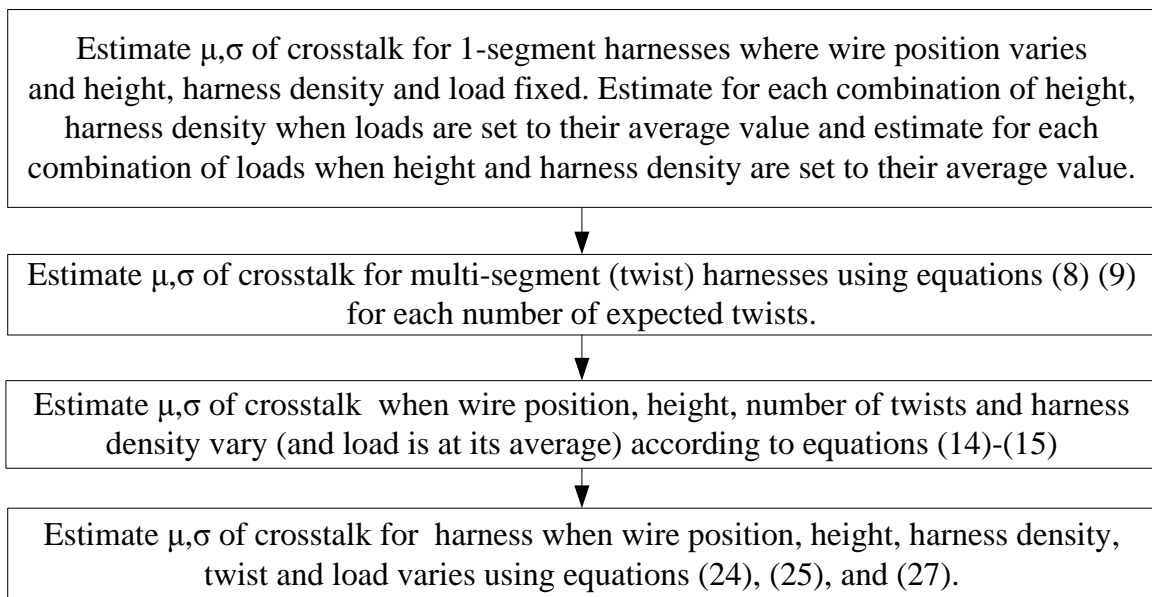 Estimate μ,σ of crosstalk for 1-segment harnesses where wire position varies
and height, harness density and load fixed. Estimate for each combination of height,
harness density when loads are set to their average value and estimate for each
combination of loads when height and harness density are set to their average value.
Estimate μ,σ of crosstalk for multi-segment (twist) harnesses using equations (8) (9)
for each number of expected twists.
Estimate μ,σ of crosstalk when wire position, height, number of twists and harness
density vary (and load is at its average) according to equations (14)-(15)
Estimate μ,σ of crosstalk for harness when wire position, height, harness density,
twist and load varies using equations (24), (25), and (27).